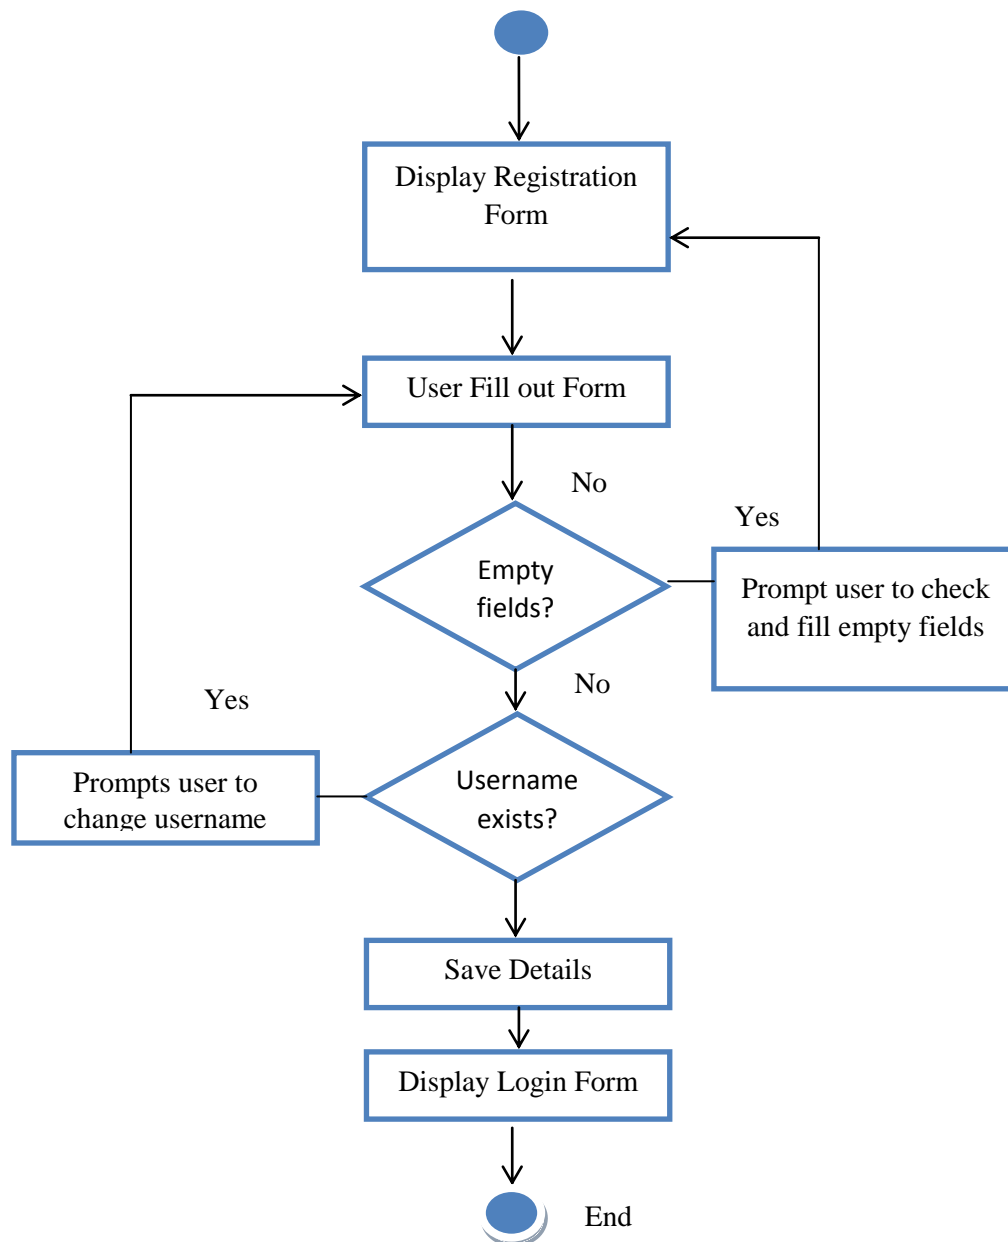 Display Registration
Form
User Fill out Form
No
Yes
Empty
fields?
Prompt user to check
and fill empty fields
No
Yes
Username
exists?
Prompts user to
change username
Save Details
Display Login Form
End